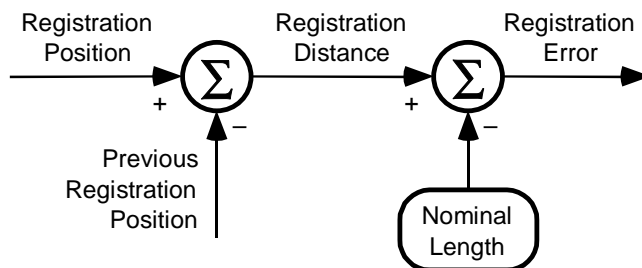 Registration
Position
Registration
Distance
Registration
Error
Σ
Σ
+
−
+
−
Previous
Registration
Position
Nominal
Length